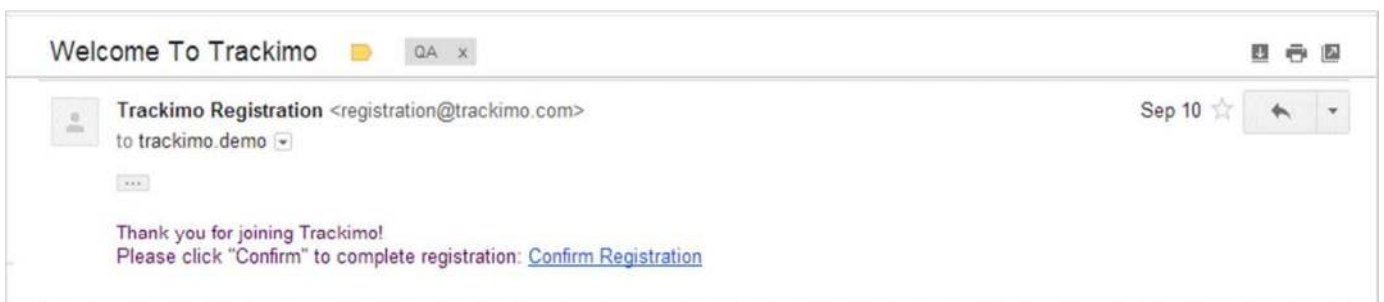 Welcome To Trackimo QA x
Trackimo Registration <registration@trackimo.com> Sep 10
to trackimo.demo
...
Thank you for joining Trackimo!
Please click "Confirm" to complete registration: Confirm Registration